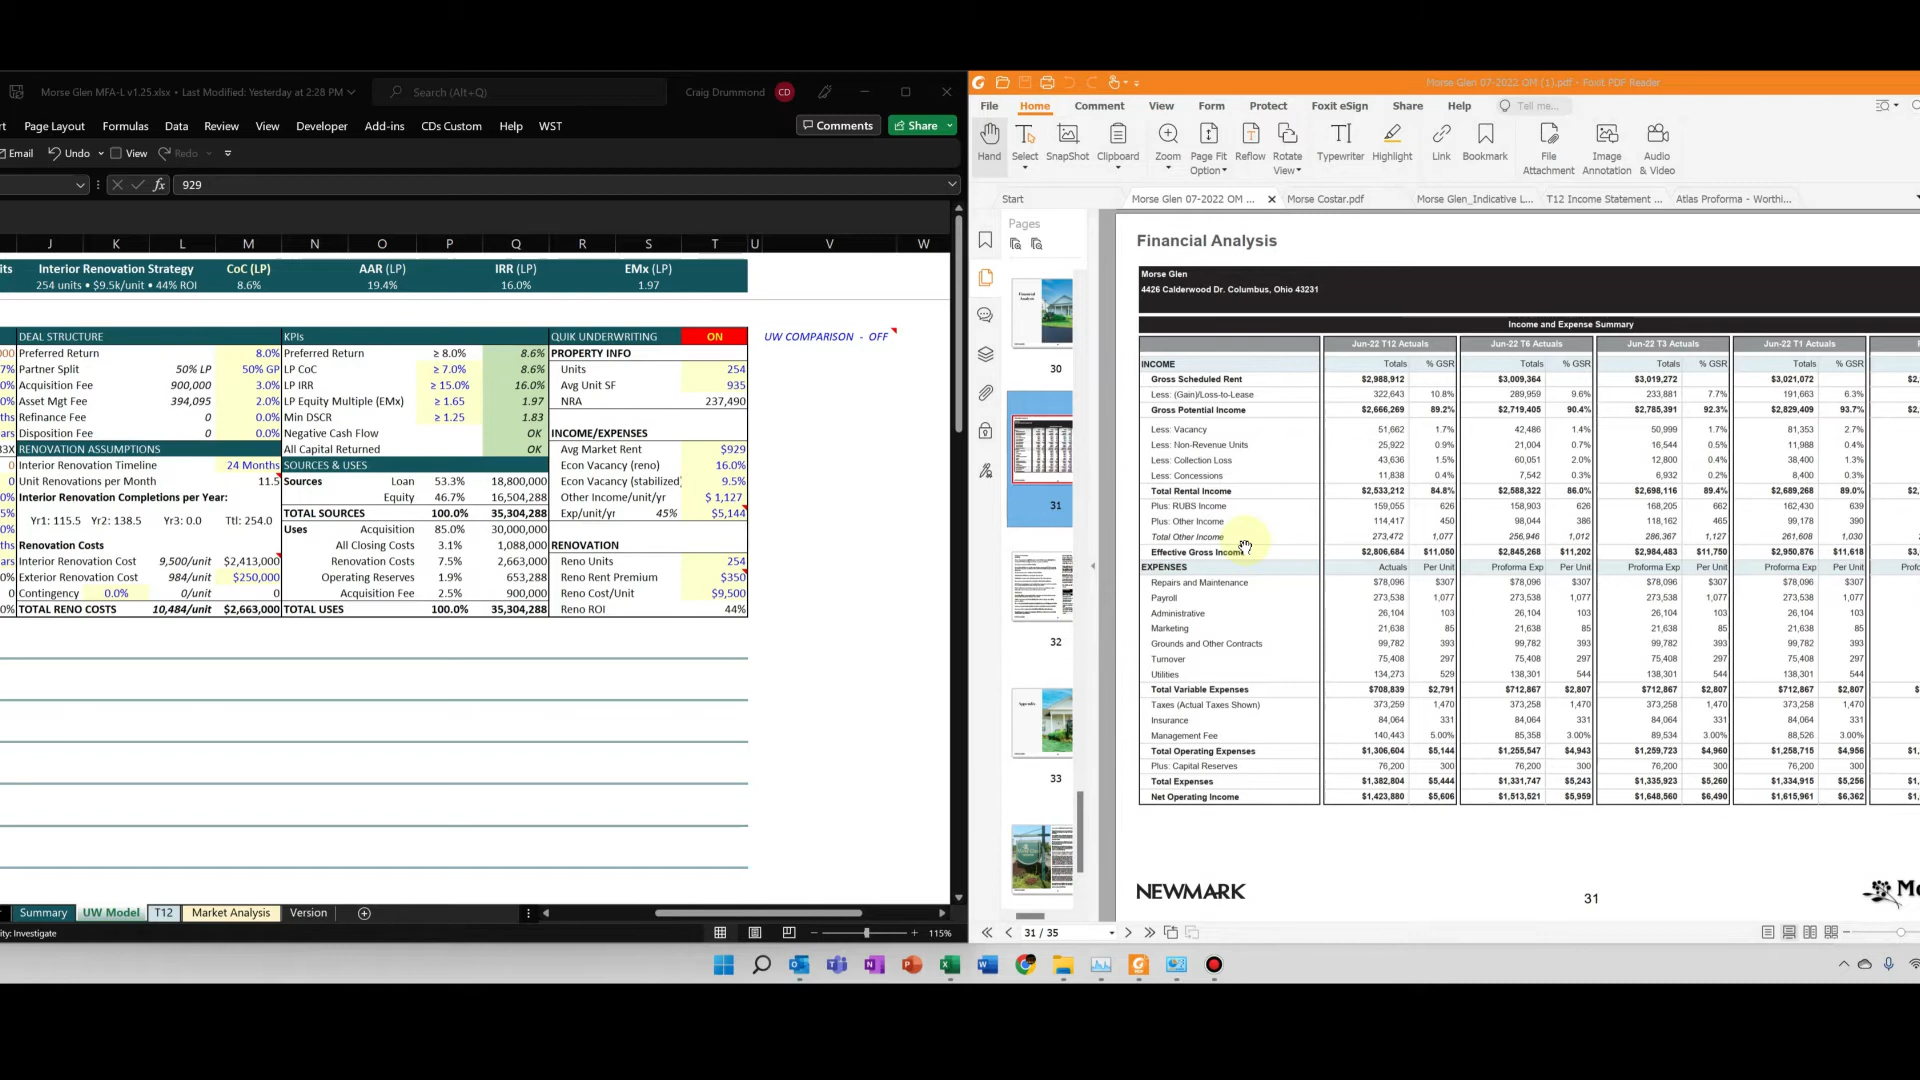 Morse Glen MFA-L v1.25.xlsx • Last Modified: Yesterday at 2:28 PM
Search (Alt+Q)
Craig Drummond CD
Page Layout Formulas Data Review View Developer Add-ins CDs Custom Help WST
Comments Share
Email Undo View Redo
fx 929
J K L M N O P Q R S T U V W
Interior Renovation Strategy CoC (LP) AAR (LP) IRR (LP) EMx (LP)
254 units • $9.5k/unit • 44% ROI 8.6% 19.4% 16.0% 1.97
DEAL STRUCTURE KPIs QUIK UNDERWRITING ON UW COMPARISON - OFF
Preferred Return 8.0% Preferred Return ≥ 8.0% 8.6% PROPERTY INFO
Partner Split 50% LP 50% GP LP CoC ≥ 7.0% 8.6% Units 254
Acquisition Fee 900,000 3.0% LP IRR ≥ 15.0% 16.0% Avg Unit SF 935
Asset Mgt Fee 394,095 2.0% LP Equity Multiple (EMx) ≥ 1.65 1.97 NRA 237,490
Refinance Fee 0 0.0% Min DSCR ≥ 1.25 1.83
Disposition Fee 0 0.0% Negative Cash Flow OK INCOME/EXPENSES
RENOVATION ASSUMPTIONS All Capital Returned OK Avg Market Rent $929
Interior Renovation Timeline 24 Months SOURCES & USES Econ Vacancy (reno) 16.0%
Unit Renovations per Month 11.5 Sources Loan 53.3% 18,800,000 Econ Vacancy (stabilized) 9.5%
Interior Renovation Completions per Year: Equity 46.7% 16,504,288 Other Income/unit/yr $ 1,127
TOTAL SOURCES 100.0% 35,304,288 Exp/unit/yr 45% $5,144
Yr1: 115.5 Yr2: 138.5 Yr3: 0.0 Ttl: 254.0
Uses Acquisition 85.0% 30,000,000
Renovation Costs All Closing Costs 3.1% 1,088,000 RENOVATION
Interior Renovation Cost 9,500/unit $2,413,000 Renovation Costs 7.5% 2,663,000 Reno Units 254
Exterior Renovation Cost 984/unit $250,000 Operating Reserves 1.9% 653,288 Reno Rent Premium $350
Contingency 0.0% 0/unit 0 Acquisition Fee 2.5% 900,000 Reno Cost/Unit $9,500
TOTAL RENO COSTS 10,484/unit $2,663,000 TOTAL USES 100.0% 35,304,288 Reno ROI 44%
Summary UW Model T12 Market Analysis Version
ity: Investigate
115%
Morse Glen 07-2022 OM (1).pdf - Foxit PDF Reader
File Home Comment View Form Protect Foxit eSign Share Help Tell me...
Hand Select SnapShot Clipboard Zoom Page Fit Option Reflow Rotate View Typewriter Highlight Link Bookmark File Attachment Image Annotation Audio & Video
Start Morse Glen 07-2022 OM ... Morse Costar.pdf Morse Glen_Indicative L... T12 Income Statement ... Atlas Proforma - Worthi...
Pages
30
31
32
33
Financial Analysis
Morse Glen
4426 Calderwood Dr. Columbus, Ohio 43231
Income and Expense Summary
Jun-22 T12 Actuals Jun-22 T6 Actuals Jun-22 T3 Actuals Jun-22 T1 Actuals
INCOME Totals % GSR Totals % GSR Totals % GSR Totals % GSR
Gross Scheduled Rent $2,988,912 $3,009,364 $3,019,272 $3,021,072
Less: (Gain)/Loss-to-Lease 322,643 10.8% 289,959 9.6% 233,881 7.7% 191,663 6.3%
Gross Potential Income $2,666,269 89.2% $2,719,405 90.4% $2,785,391 92.3% $2,829,409 93.7%
Less: Vacancy 51,662 1.7% 42,486 1.4% 50,999 1.7% 81,353 2.7%
Less: Non-Revenue Units 25,922 0.9% 21,004 0.7% 16,544 0.5% 11,988 0.4%
Less: Collection Loss 43,636 1.5% 60,051 2.0% 12,800 0.4% 38,400 1.3%
Less: Concessions 11,838 0.4% 7,542 0.3% 6,932 0.2% 8,400 0.3%
Total Rental Income $2,533,212 84.8% $2,588,322 86.0% $2,698,116 89.4% $2,689,268 89.0%
Plus: RUBS Income 159,055 626 158,903 626 168,205 662 162,430 639
Plus: Other Income 114,417 450 98,044 386 118,162 465 99,178 390
Total Other Income 273,472 1,077 256,946 1,012 286,367 1,127 261,608 1,030
Effective Gross Income $2,806,684 $11,050 $2,845,268 $11,202 $2,984,483 $11,750 $2,950,876 $11,618
EXPENSES Actuals Per Unit Proforma Exp Per Unit Proforma Exp Per Unit Proforma Exp Per Unit
Repairs and Maintenance $78,096 $307 $78,096 $307 $78,096 $307 $78,096 $307
Payroll 273,538 1,077 273,538 1,077 273,538 1,077 273,538 1,077
Administrative 26,104 103 26,104 103 26,104 103 26,104 103
Marketing 21,638 85 21,638 85 21,638 85 21,638 85
Grounds and Other Contracts 99,782 393 99,782 393 99,782 393 99,782 393
Turnover 75,408 297 75,408 297 75,408 297 75,408 297
Utilities 134,273 529 138,301 544 138,301 544 138,301 544
Total Variable Expenses $708,839 $2,791 $712,867 $2,807 $712,867 $2,807 $712,867 $2,807
Taxes (Actual Taxes Shown) 373,259 1,470 373,258 1,470 373,258 1,470 373,258 1,470
Insurance 84,064 331 84,064 331 84,064 331 84,064 331
Management Fee 140,443 5.00% 85,358 3.00% 89,534 3.00% 88,526 3.00%
Total Operating Expenses $1,306,604 $5,144 $1,255,547 $4,943 $1,259,723 $4,960 $1,258,715 $4,956
Plus: Capital Reserves 76,200 300 76,200 300 76,200 300 76,200 300
Total Expenses $1,382,804 $5,444 $1,331,747 $5,243 $1,335,923 $5,260 $1,334,915 $5,256
Net Operating Income $1,423,880 $5,606 $1,513,521 $5,959 $1,648,560 $6,490 $1,615,961 $6,362
NEWMARK
31
31 / 35